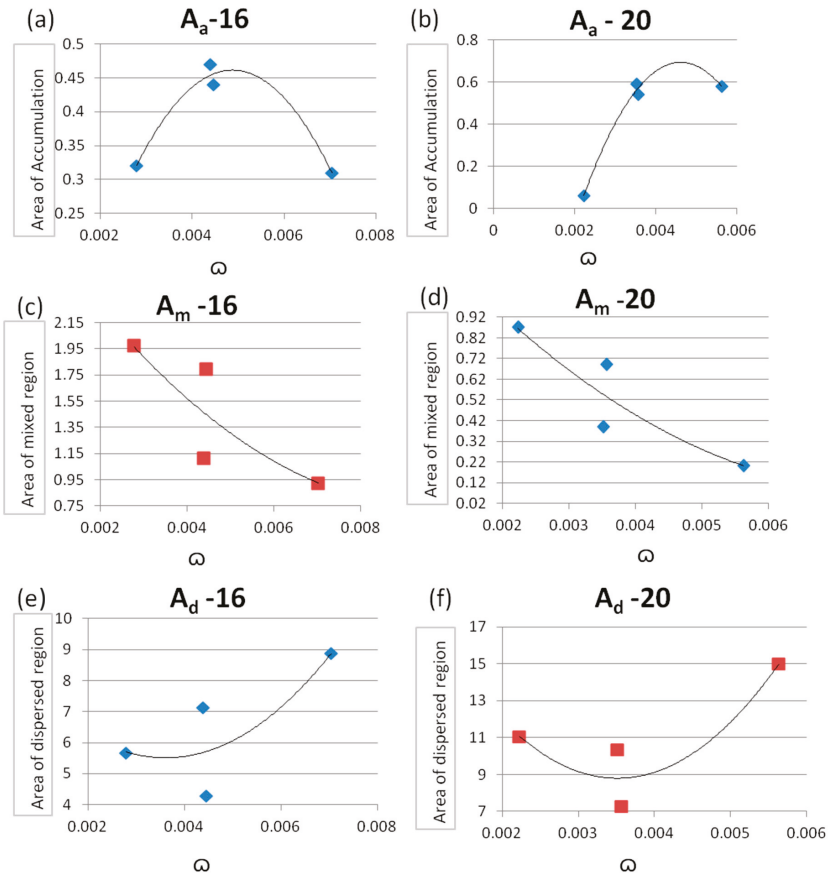 (a) Aₐ-16
Area of Accumulation
0.5
0.45
0.4
0.35
0.3
0.25
0.002 0.004 0.006 0.008
ϖ
(b) Aₐ - 20
Area of Accumulation
0.8
0.6
0.4
0.2
0
0 0.002 0.004 0.006
ϖ
(c) Aₘ -16
Area of mixed region
2.15
1.95
1.75
1.55
1.35
1.15
0.95
0.75
0.002 0.004 0.006 0.008
ϖ
(d) Aₘ -20
Area of mixed region
0.92
0.82
0.72
0.62
0.52
0.42
0.32
0.22
0.12
0.02
0.002 0.003 0.004 0.005 0.006
ϖ
(e) A_d -16
Area of dispersed region
10
9
8
7
6
5
4
0.002 0.004 0.006 0.008
ϖ
(f) A_d -20
Area of dispersed region
17
15
13
11
9
7
0.002 0.003 0.004 0.005 0.006
ϖ